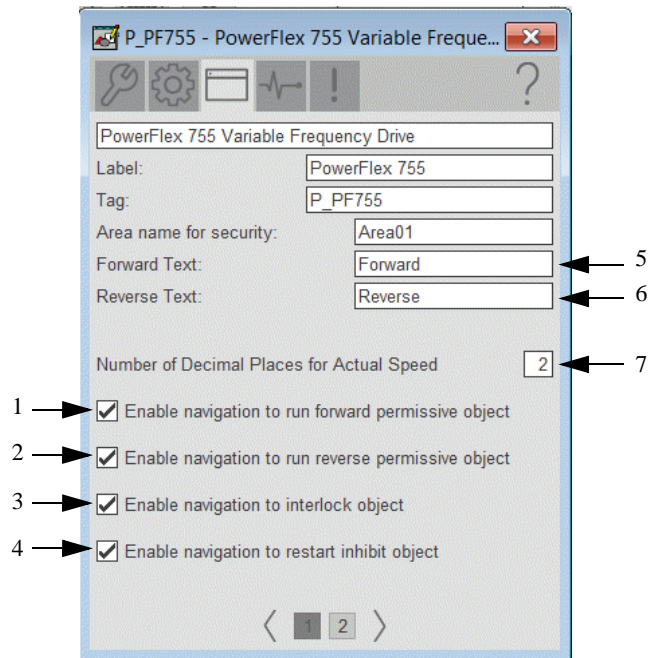 P_PF755 - PowerFlex 755 Variable Freque...
PowerFlex 755 Variable Frequency Drive
Label: PowerFlex 755
Tag: P_PF755
Area name for security: Area01
Forward Text: Forward 5
Reverse Text: Reverse 6
Number of Decimal Places for Actual Speed 2 7
1 Enable navigation to run forward permissive object
2 Enable navigation to run reverse permissive object
3 Enable navigation to interlock object
4 Enable navigation to restart inhibit object
1 2